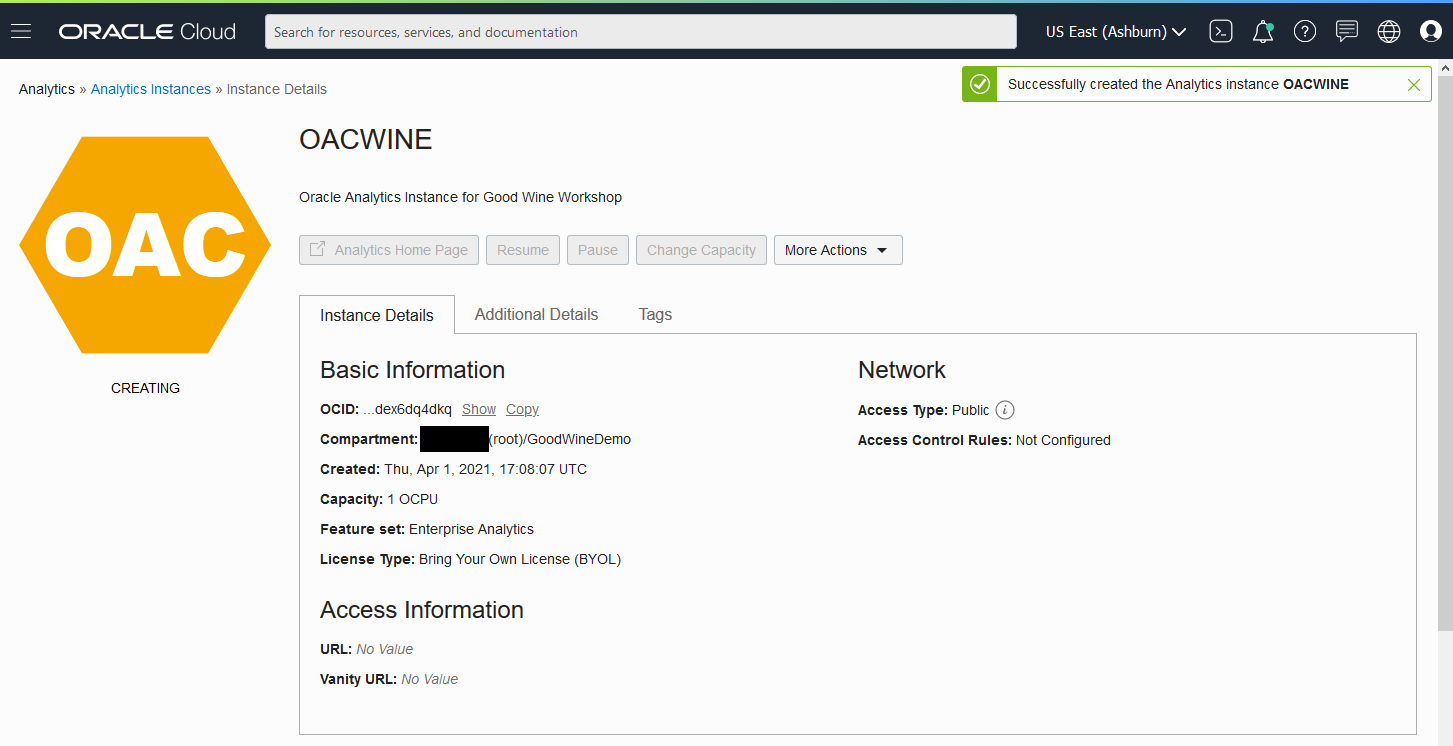 ORACLE Cloud
Search for resources, services, and documentation
US East (Ashburn)
Analytics » Analytics Instances » Instance Details
Successfully created the Analytics instance OACWINE
OAC
CREATING
OACWINE
Oracle Analytics Instance for Good Wine Workshop
Analytics Home Page Resume Pause Change Capacity More Actions
Instance Details Additional Details Tags
Basic Information
OCID: ...dex6dq4dkq Show Copy
Compartment: (root)/GoodWineDemo
Created: Thu, Apr 1, 2021, 17:08:07 UTC
Capacity: 1 OCPU
Feature set: Enterprise Analytics
License Type: Bring Your Own License (BYOL)
Access Information
URL: No Value
Vanity URL: No Value
Network
Access Type: Public
Access Control Rules: Not Configured